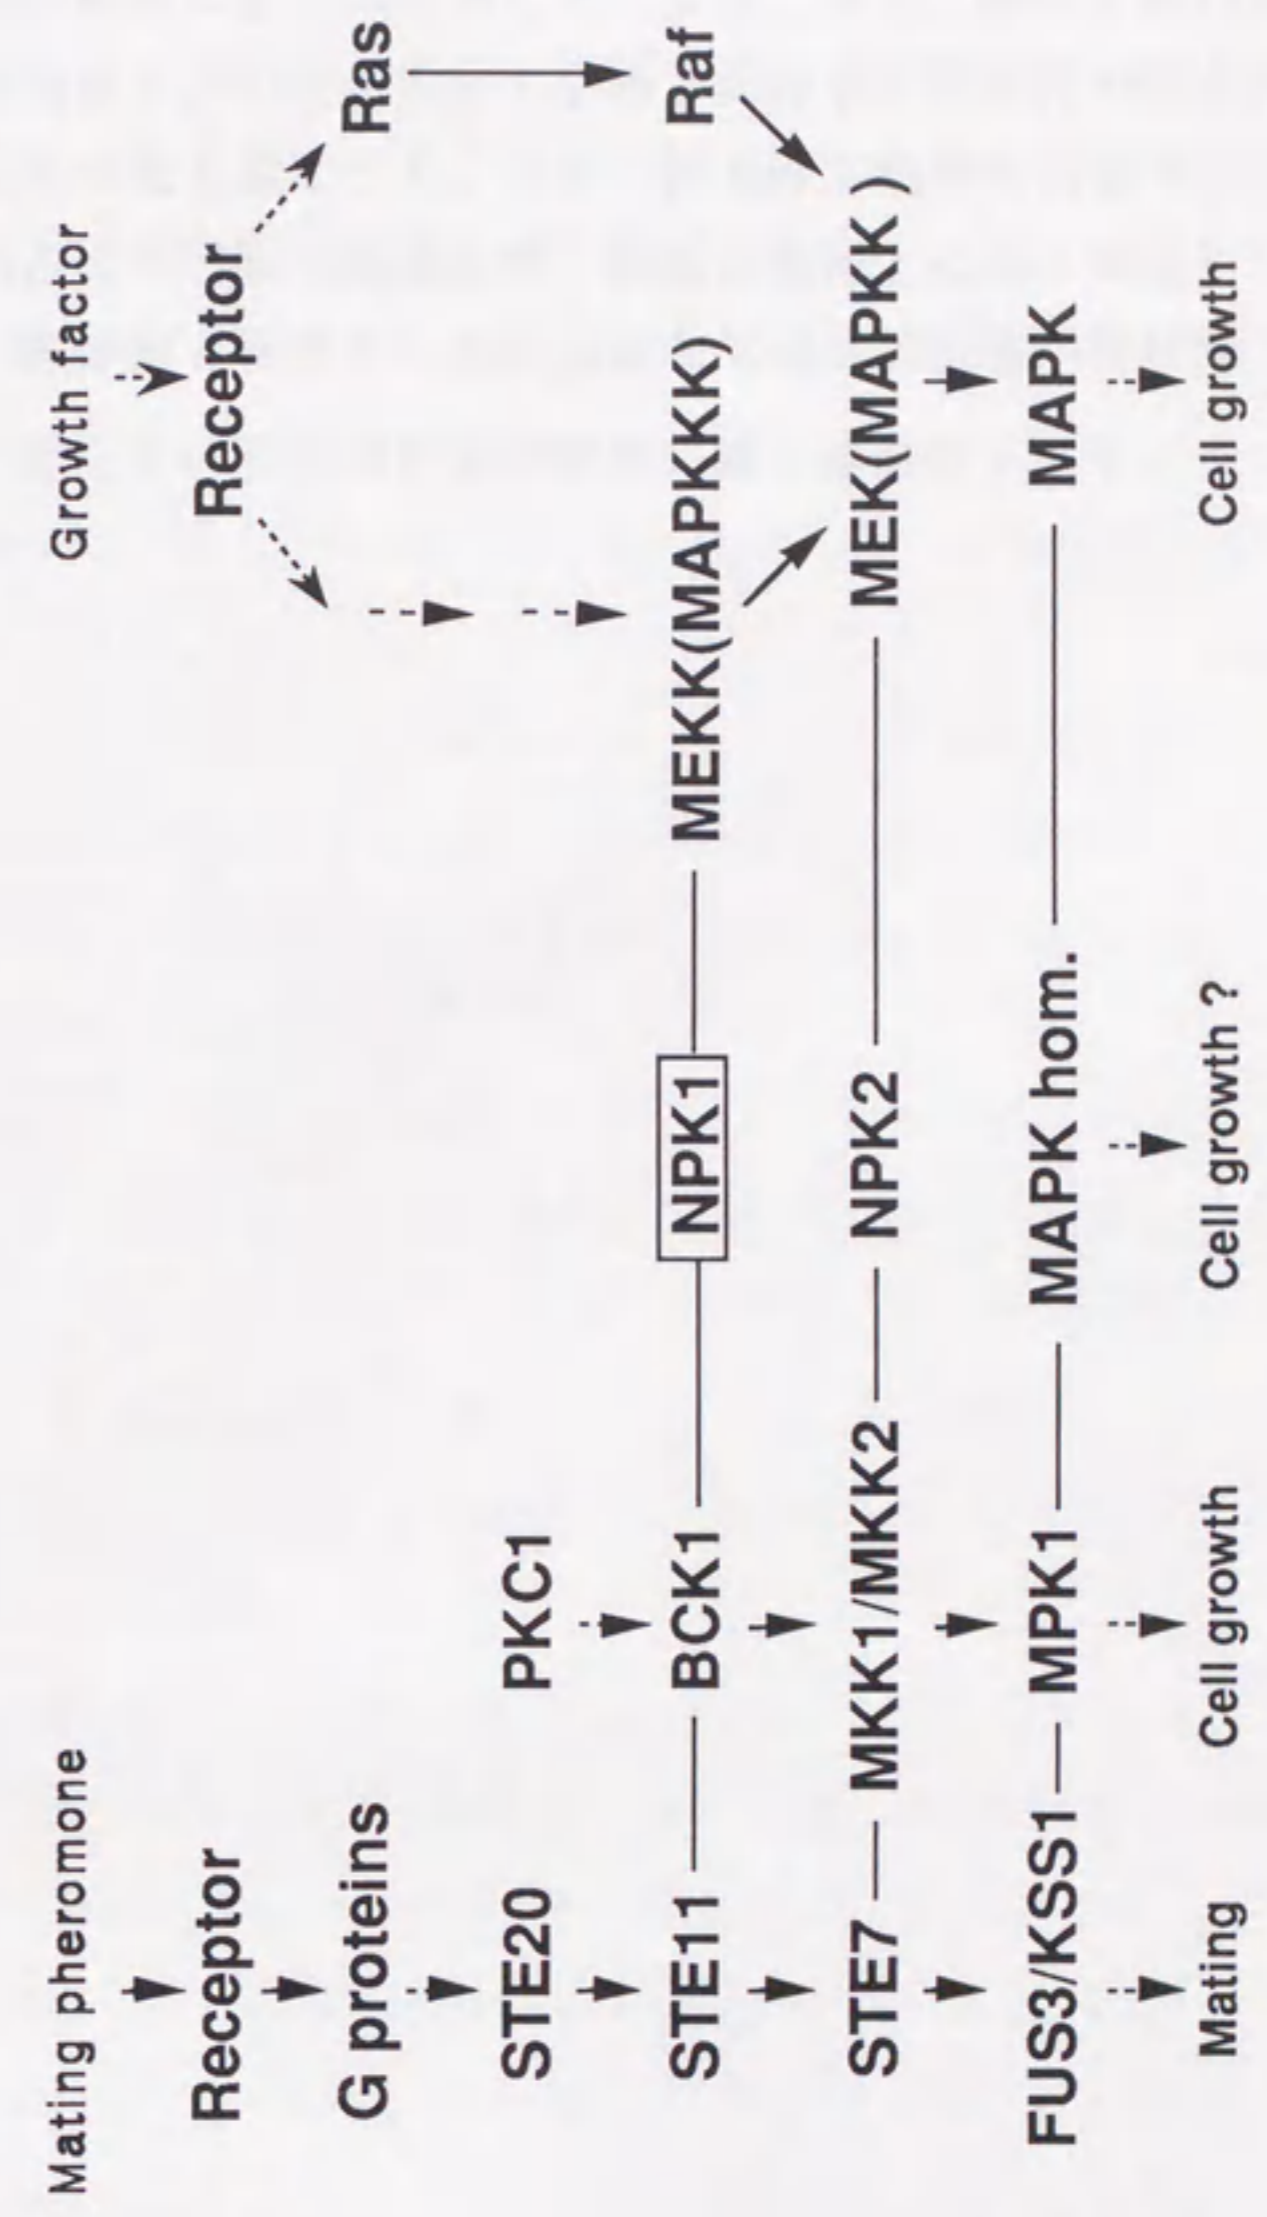 Mating pheromone
Growth factor
Receptor
Receptor
G proteins
Ras
STE20
PKC1
STE11
BCK1
NPK1
MEKK(MAPKKK)
Raf
STE7
MKK1/MKK2
NPK2
MEK(MAPKK )
FUS3/KSS1
MPK1
MAPK hom.
MAPK
Mating
Cell growth
Cell growth ?
Cell growth